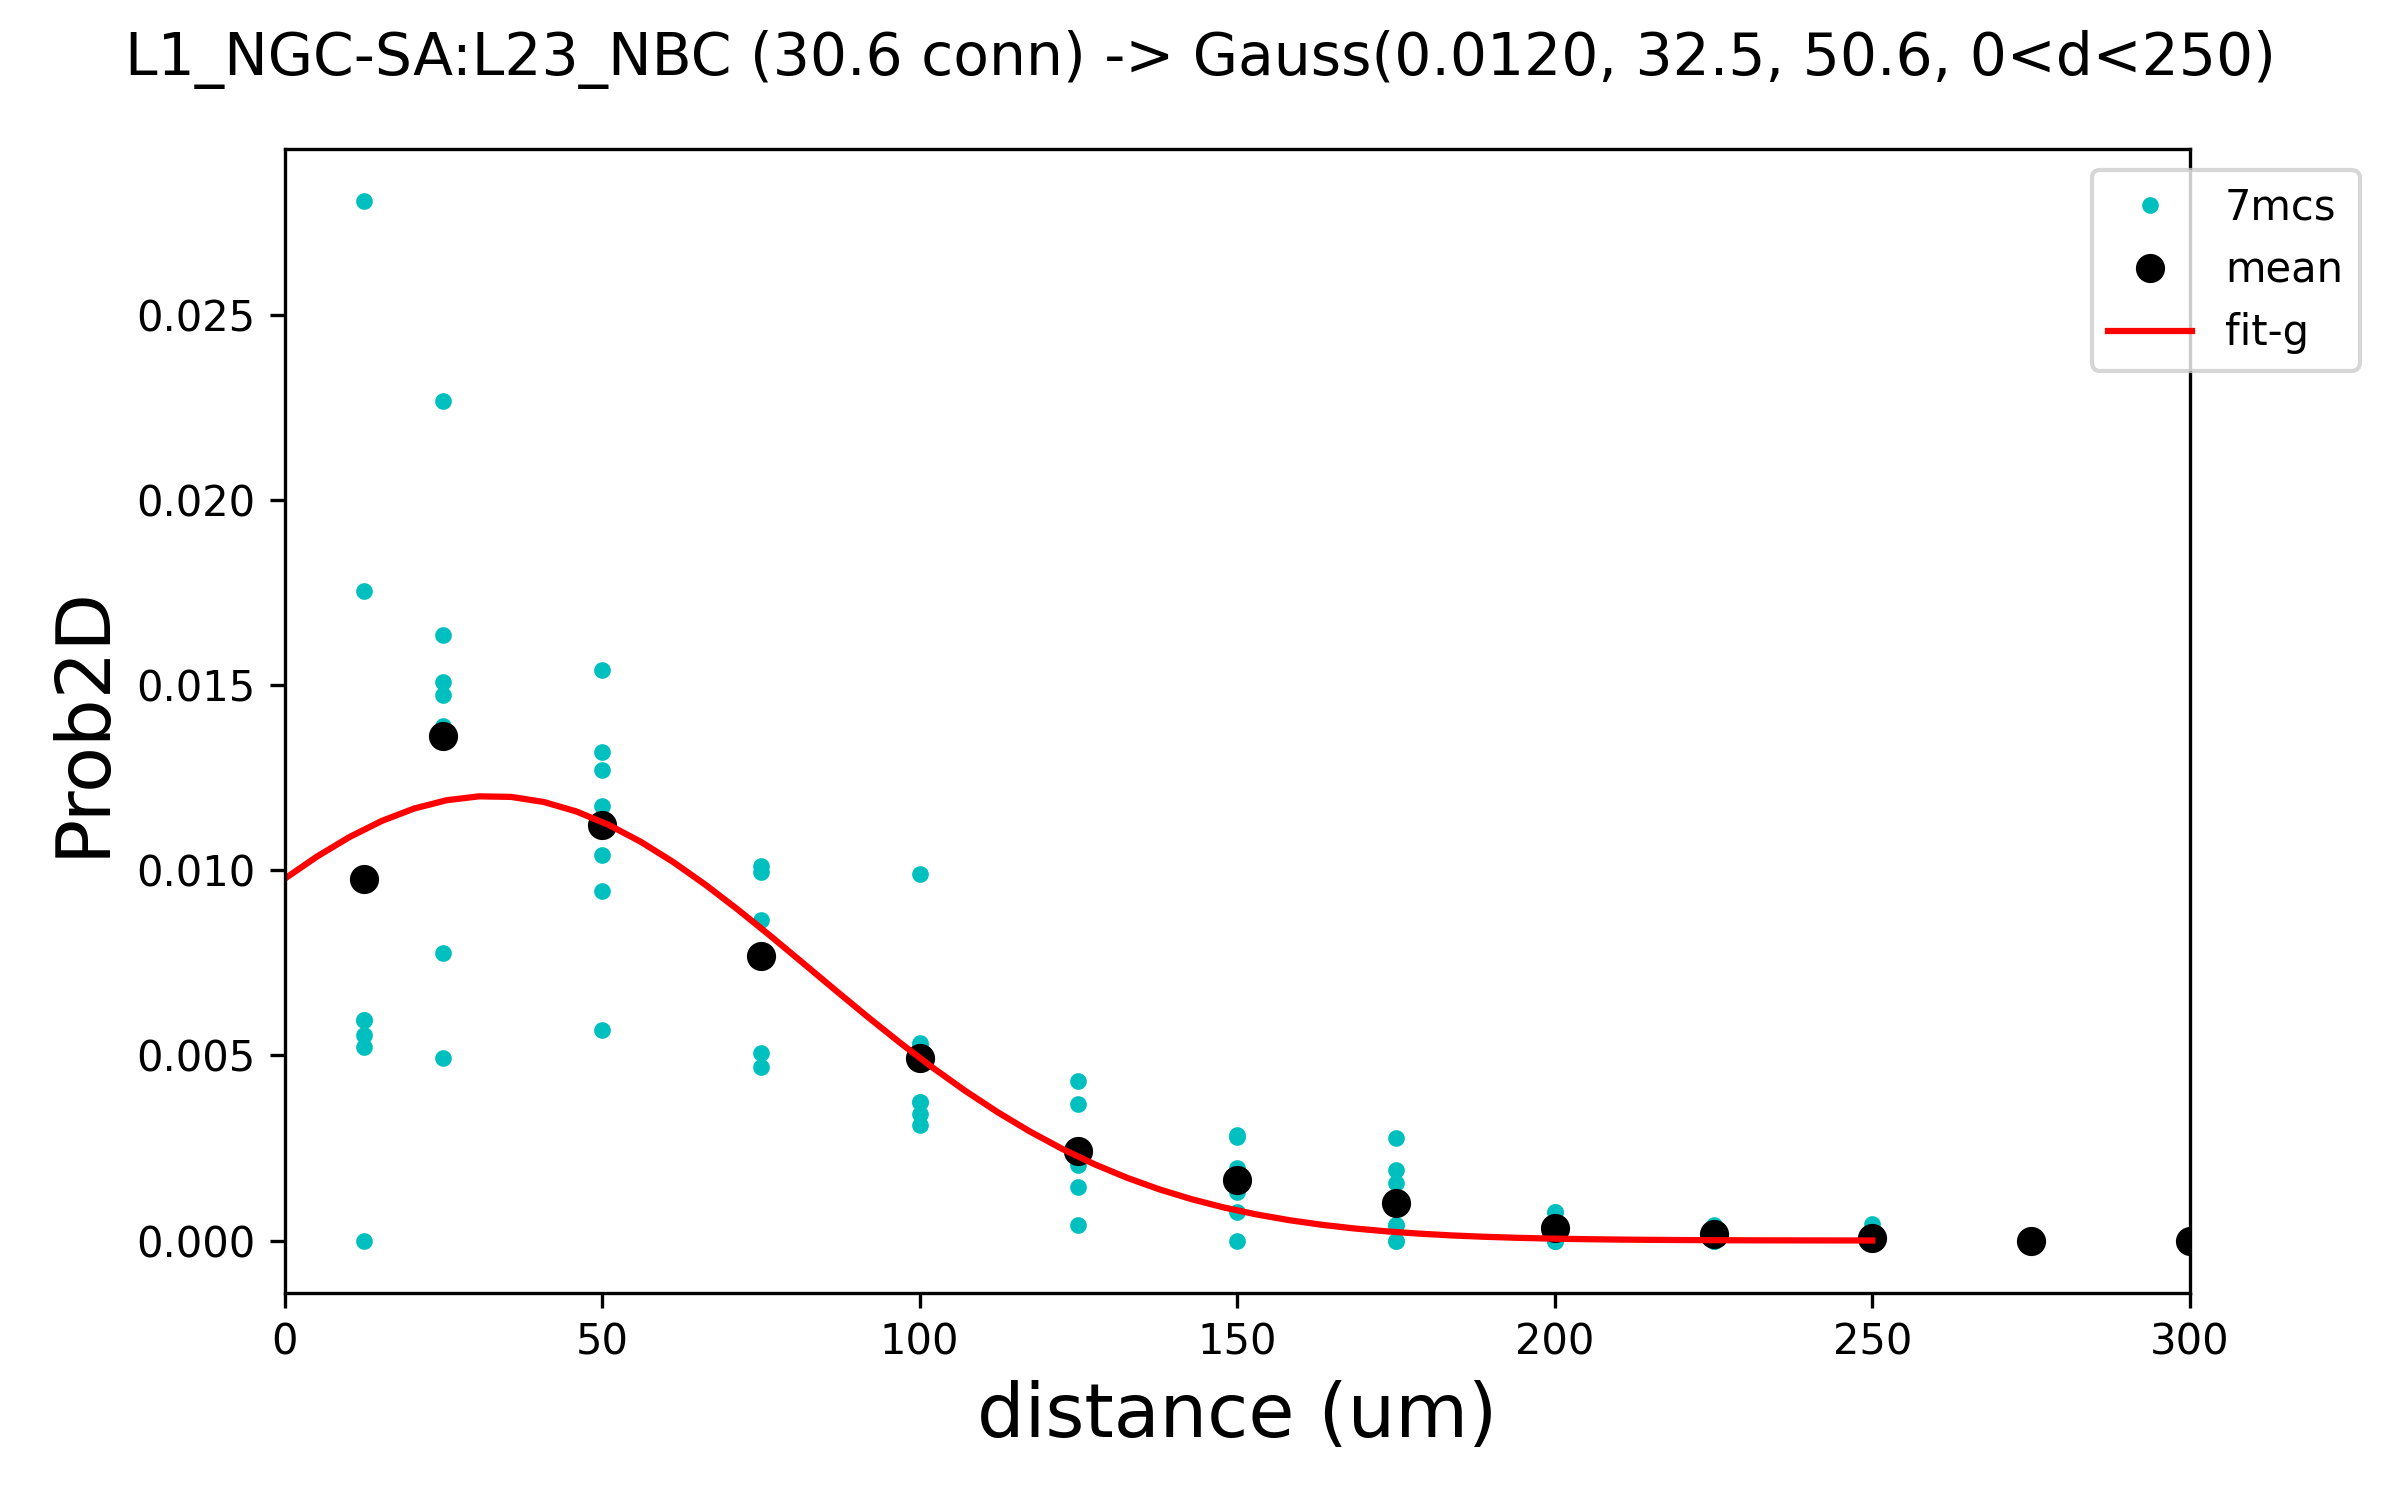 L1_NGC-SA:L23_NBC (30.6 conn) -> Gauss(0.0120, 32.5, 50.6, 0<d<250)
7mcs
mean
fit-g
0.025
0.020
0.015
0.010
0.005
0.000
Prob2D
0 50 100 150 200 250 300
distance (um)